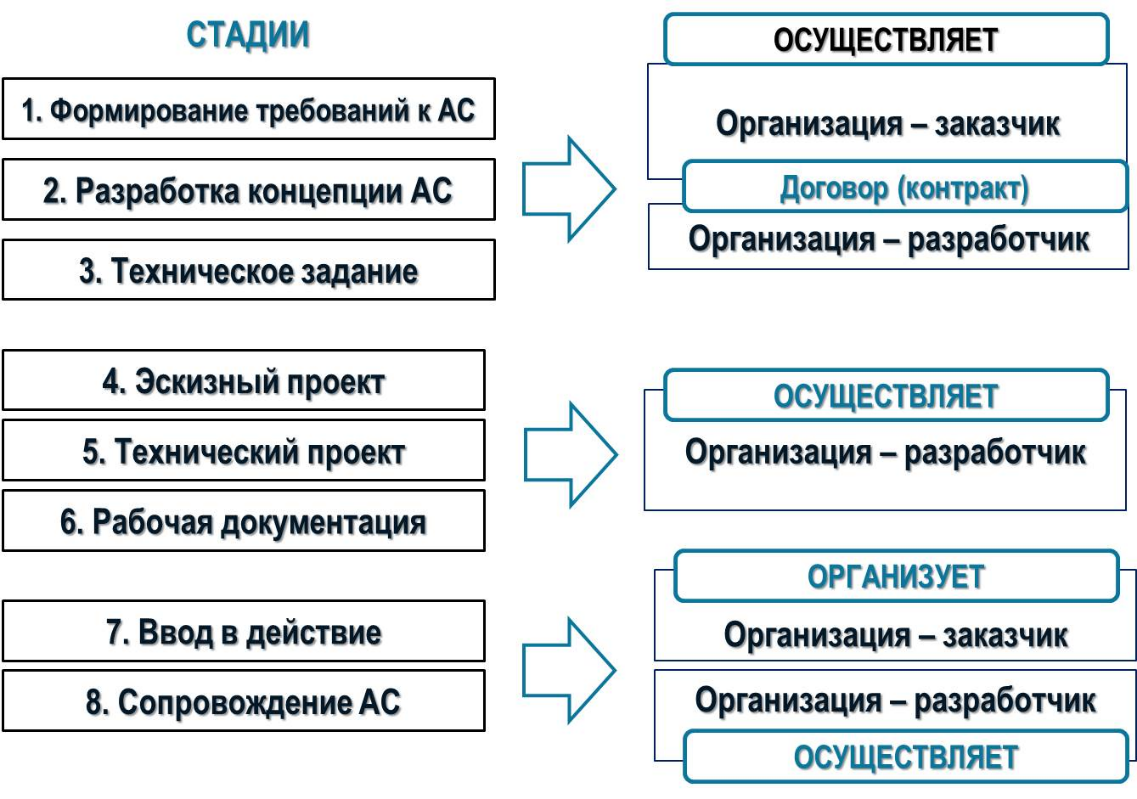 СТАДИИ
1. Формирование требований к АС
2. Разработка концепции АС
3. Техническое задание
ОСУЩЕСТВЛЯЕТ
Организация – заказчик
Договор (контракт)
Организация – разработчик
4. Эскизный проект
5. Технический проект
6. Рабочая документация
ОСУЩЕСТВЛЯЕТ
Организация – разработчик
7. Ввод в действие
8. Сопровождение АС
ОРГАНИЗУЕТ
Организация – заказчик
Организация – разработчик
ОСУЩЕСТВЛЯЕТ